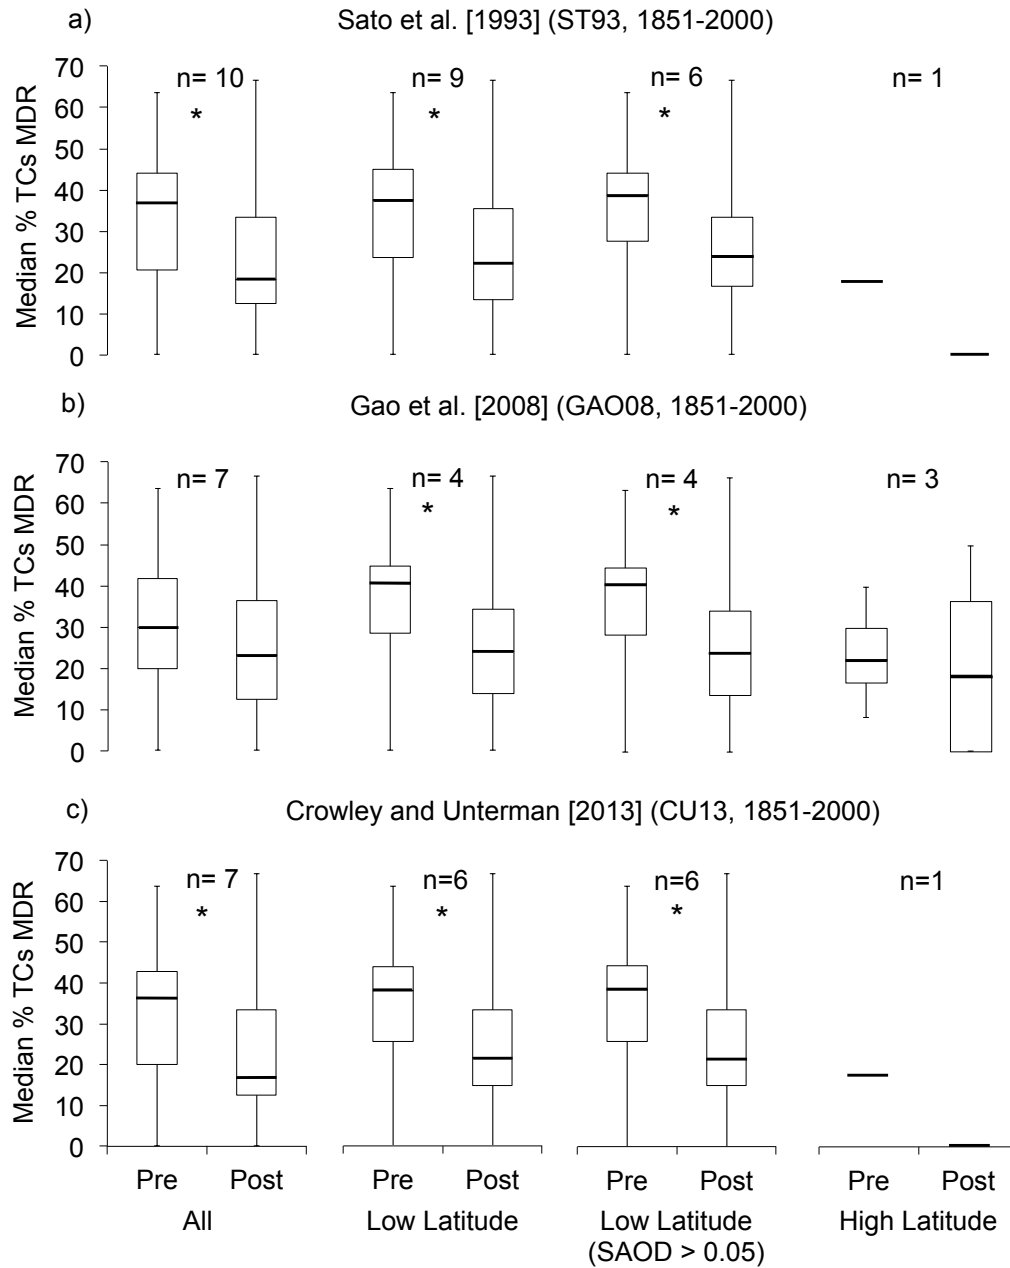 a) Sato et al. [1993] (ST93, 1851-2000)
Median % TCs MDR
70
60
50
40
30
20
10
0
n= 10
*
n= 9
*
n= 6
*
n= 1
b) Gao et al. [2008] (GAO08, 1851-2000)
Median % TCs MDR
70
60
50
40
30
20
10
0
n= 7
n= 4
*
n= 4
*
n= 3
c) Crowley and Unterman [2013] (CU13, 1851-2000)
Median % TCs MDR
70
60
50
40
30
20
10
0
n= 7
*
n=6
*
n=6
*
n=1
Pre Post Pre Post Pre Post Pre Post
All Low Latitude Low Latitude High Latitude
(SAOD > 0.05)